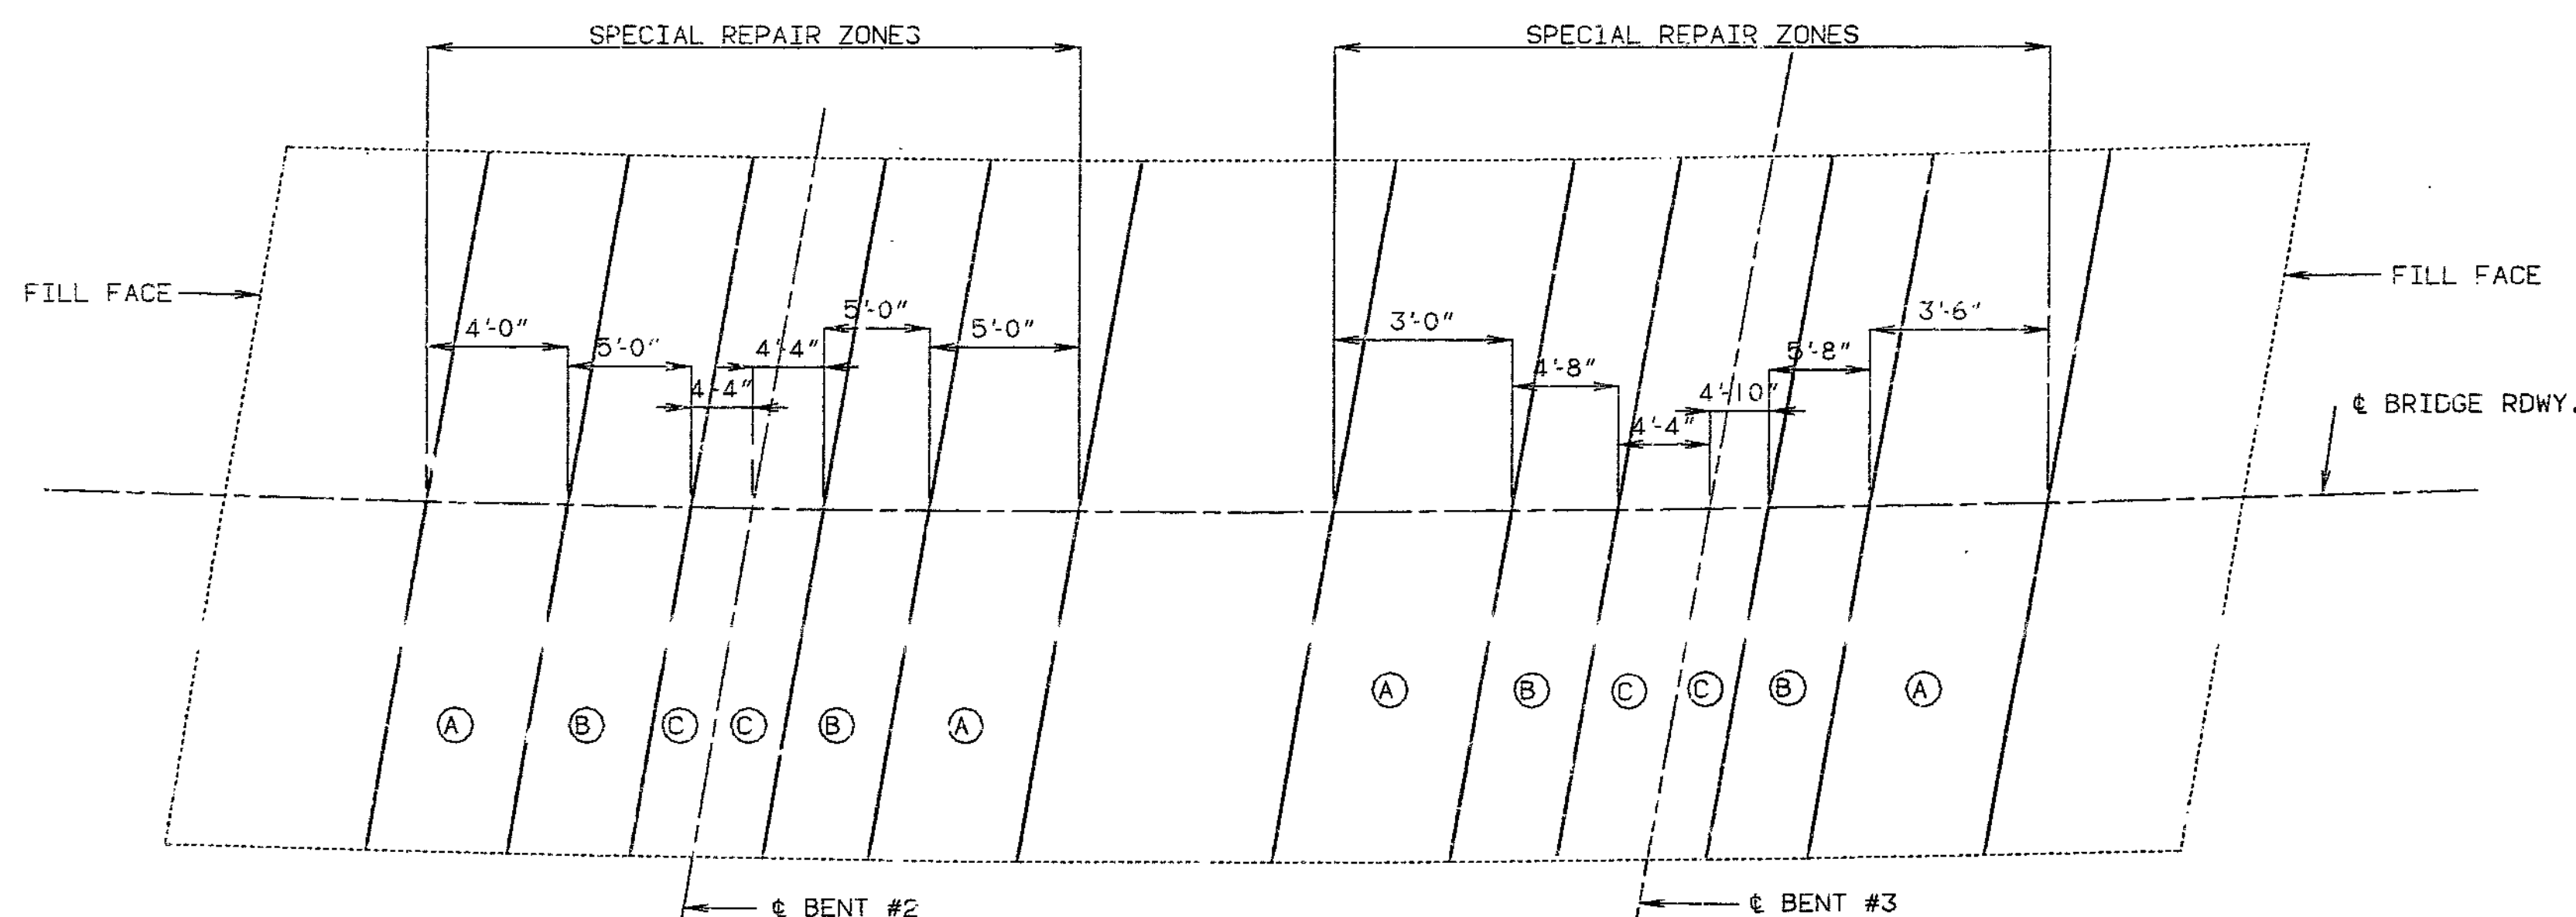 SPECIAL REPAIR ZONES
SPECIAL REPAIR ZONES
FILL FACE
FILL FACE
4'-0"
5'-0"
4'-4"
4'-4"
5'-0"
5'-0"
3'-0"
4'-8"
4'-4"
4'-10"
5'-8"
3'-6"
℄ BRIDGE RDWY.
A
B
C
C
B
A
A
B
C
C
B
A
℄ BENT #2
℄ BENT #3